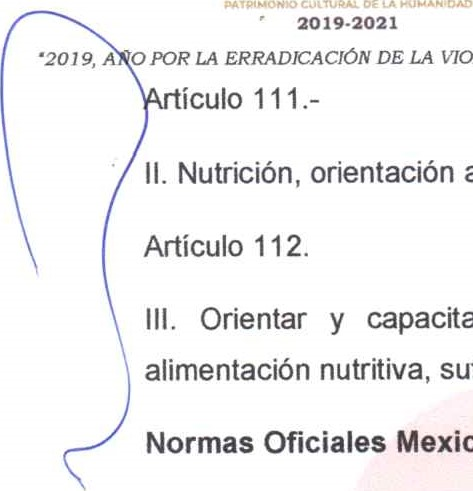 PATRIMONIO CULTURAL DE LA HUMANIDAD
2019-2021
"2019, AÑO POR LA ERRADICACIÓN DE LA VIO
Artículo 111.-
II. Nutrición, orientación a
Artículo 112.
III. Orientar y capacita
alimentación nutritiva, su
Normas Oficiales Mexic